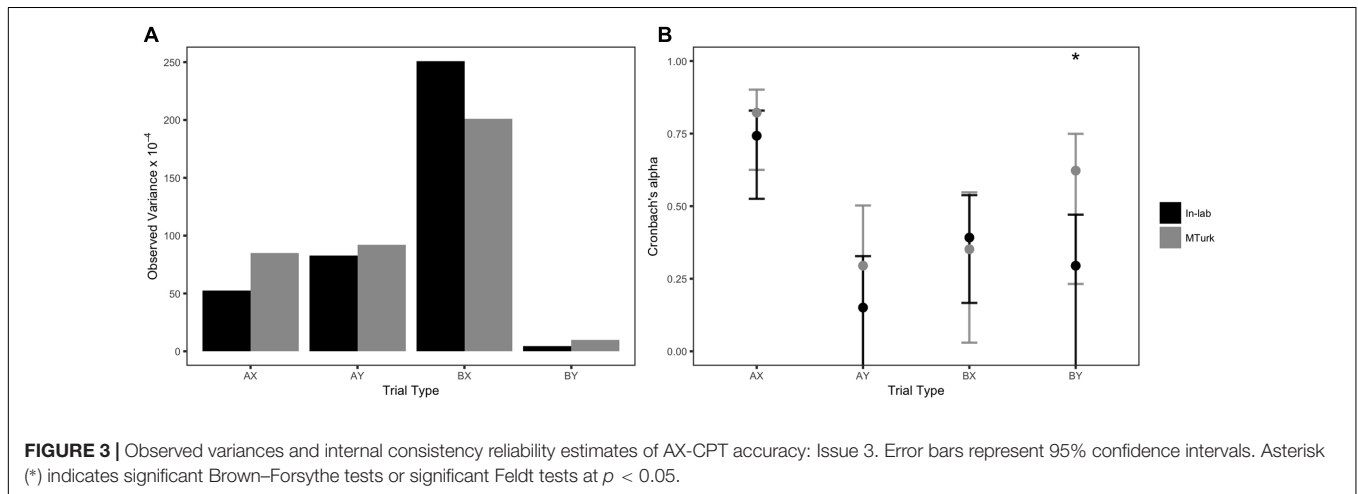 A
Observed Variance x 10⁻⁴
250
200
150
100
50
0
AX AY BX BY
Trial Type
B
*
Cronbach's alpha
1.00
0.75
0.50
0.25
0.00
AX AY BX BY
Trial Type
In-lab
MTurk
FIGURE 3 | Observed variances and internal consistency reliability estimates of AX-CPT accuracy: Issue 3. Error bars represent 95% confidence intervals. Asterisk
(*) indicates significant Brown–Forsythe tests or significant Feldt tests at p < 0.05.